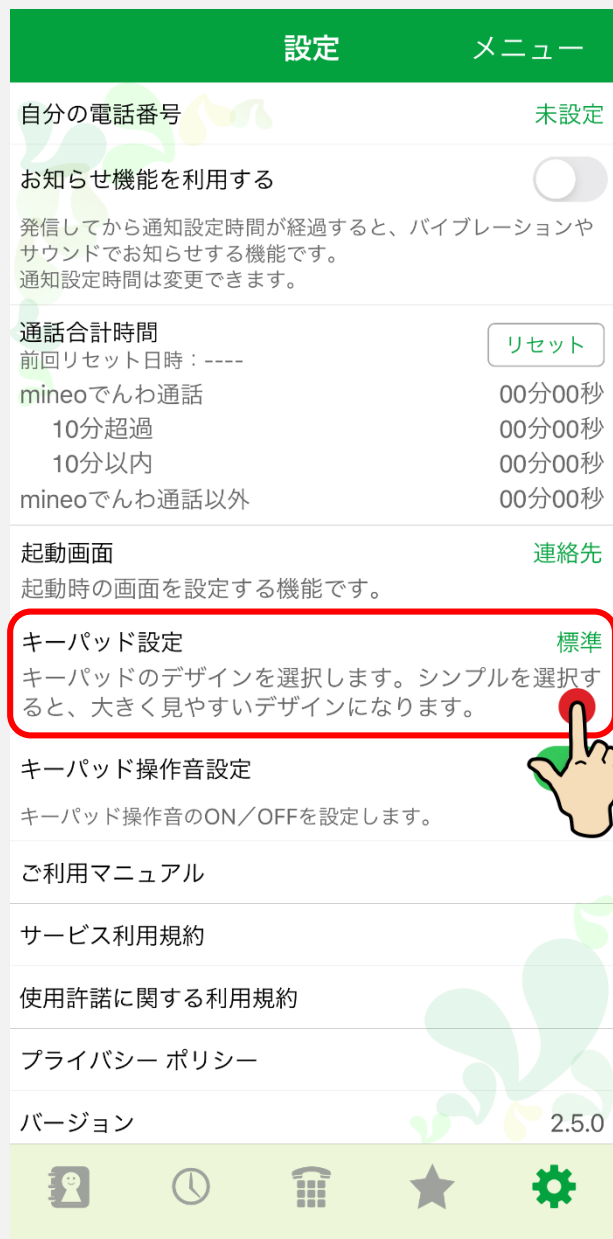 設定 メニュー
自分の電話番号 未設定
お知らせ機能を利用する
発信してから通知設定時間が経過すると、バイブレーションや
サウンドでお知らせする機能です。
通知設定時間は変更できます。
通話合計時間 リセット
前回リセット日時：----
mineoでんわ通話 00分00秒
10分超過 00分00秒
10分以内 00分00秒
mineoでんわ通話以外 00分00秒
起動画面 連絡先
起動時の画面を設定する機能です。
キーパッド設定 標準
キーパッドのデザインを選択します。シンプルを選択す
ると、大きく見やすいデザインになります。
キーパッド操作音設定
キーパッド操作音のON／OFFを設定します。
ご利用マニュアル
サービス利用規約
使用許諾に関する利用規約
プライバシー ポリシー
バージョン 2.5.0